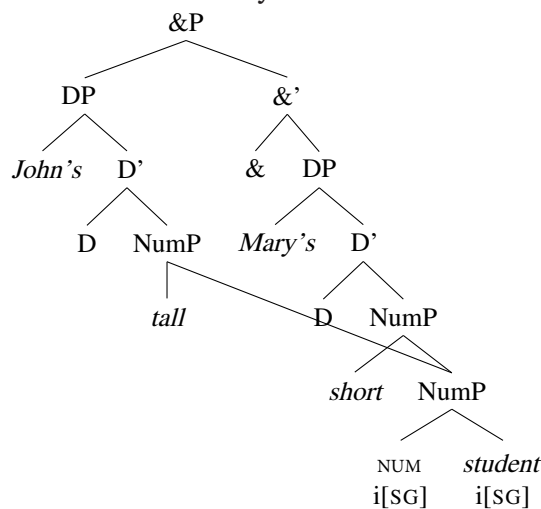 &P
DP &’
John’s D’ & DP
D NumP Mary’s D’
tall D NumP
short NumP
NUM student
i[SG] i[SG]